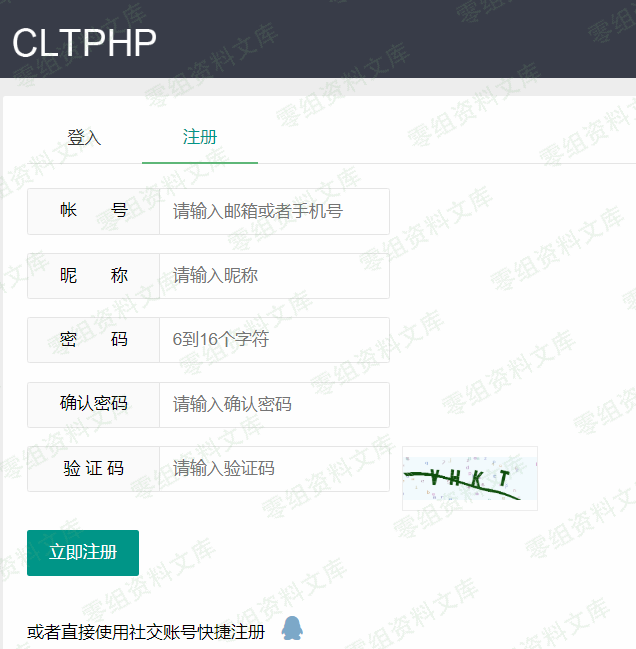 CLTPHP
登入 注册
帐 号 请输入邮箱或者手机号
昵 称 请输入昵称
密 码 6到16个字符
确认密码 请输入确认密码
验 证 码 请输入验证码 VHKT
立即注册
或者直接使用社交账号快捷注册
零组资料文库